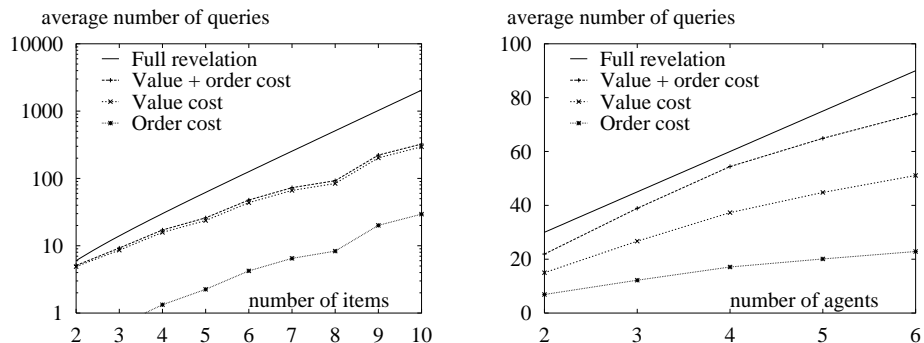 average number of queries
10000
1000
100
10
1
Full revelation
Value + order cost
Value cost
Order cost
number of items
2 3 4 5 6 7 8 9 10
average number of queries
100
80
60
40
20
0
Full revelation
Value + order cost
Value cost
Order cost
number of agents
2 3 4 5 6